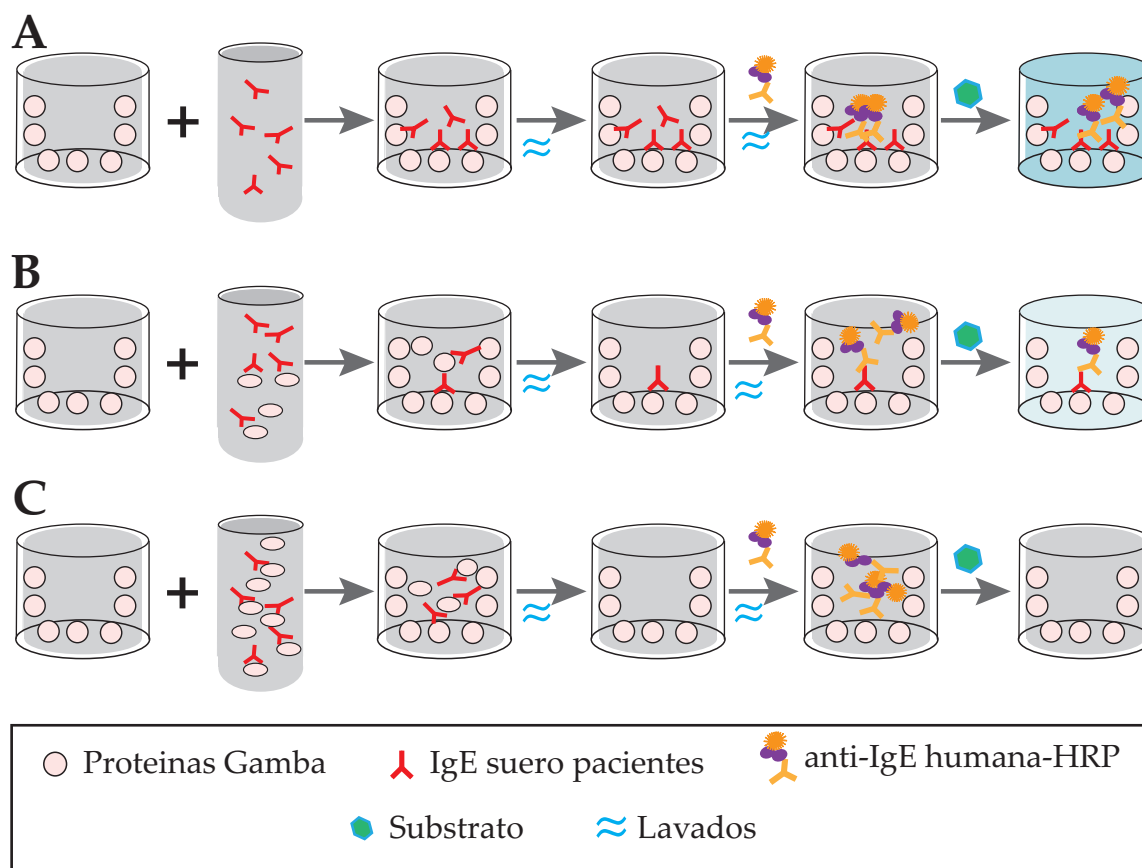 A
B
C
Proteinas Gamba
IgE suero pacientes
anti-IgE humana-HRP
Substrato
Lavados